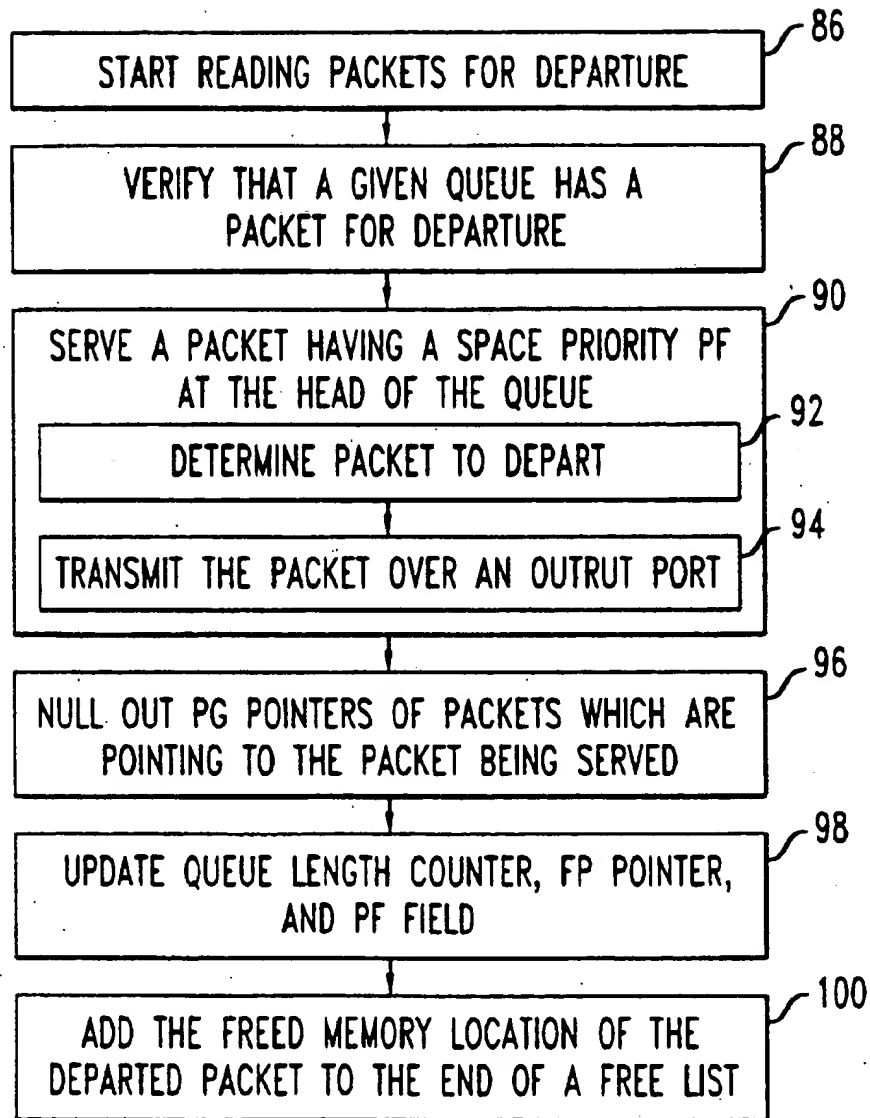 86
START READING PACKETS FOR DEPARTURE
88
VERIFY THAT A GIVEN QUEUE HAS A
PACKET FOR DEPARTURE
90
SERVE A PACKET HAVING A SPACE PRIORITY PF
AT THE HEAD OF THE QUEUE
92
DETERMINE PACKET TO DEPART
94
TRANSMIT THE PACKET OVER AN OUTRUT PORT
96
NULL OUT PG POINTERS OF PACKETS WHICH ARE
POINTING TO THE PACKET BEING SERVED
98
UPDATE QUEUE LENGTH COUNTER, FP POINTER,
AND PF FIELD
100
ADD THE FREED MEMORY LOCATION OF THE
DEPARTED PACKET TO THE END OF A FREE LIST